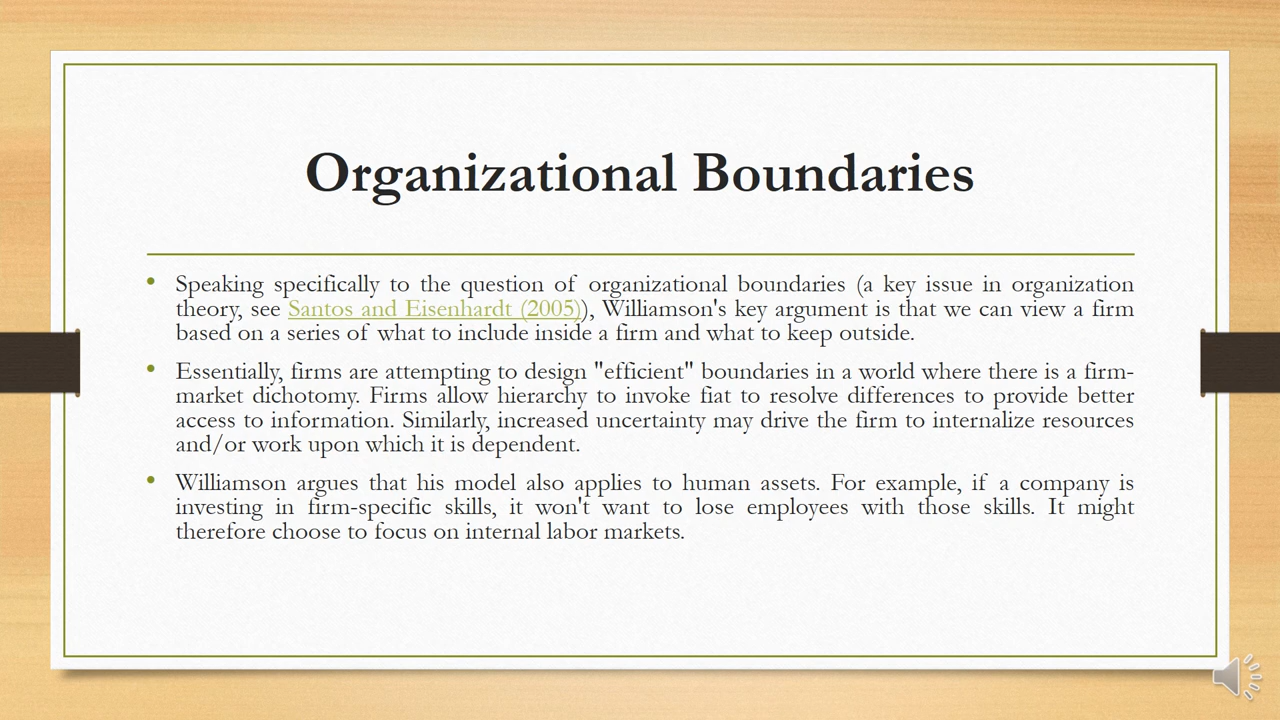 Organizational Boundaries
• Speaking specifically to the question of organizational boundaries (a key issue in organization
theory, see Santos and Eisenhardt (2005)), Williamson's key argument is that we can view a firm
based on a series of what to include inside a firm and what to keep outside.
• Essentially, firms are attempting to design "efficient" boundaries in a world where there is a firm-
market dichotomy. Firms allow hierarchy to invoke fiat to resolve differences to provide better
access to information. Similarly, increased uncertainty may drive the firm to internalize resources
and/or work upon which it is dependent.
• Williamson argues that his model also applies to human assets. For example, if a company is
investing in firm-specific skills, it won't want to lose employees with those skills. It might
therefore choose to focus on internal labor markets.